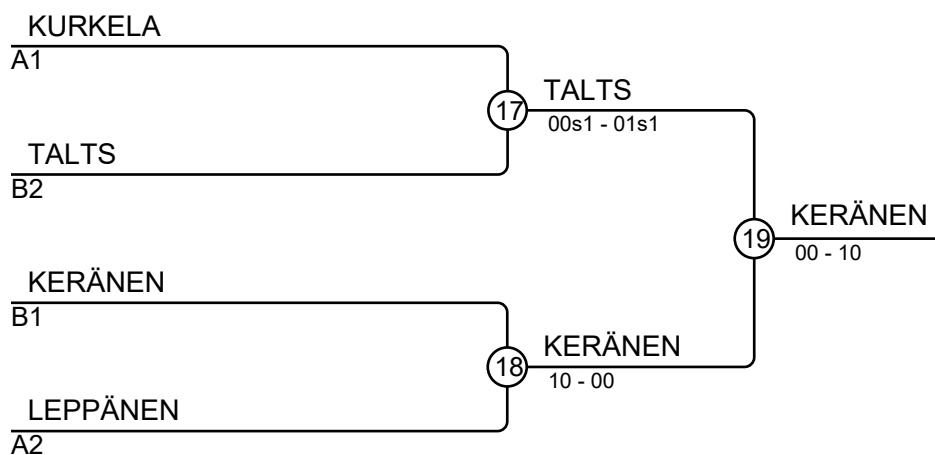 KURKELA
A1
17
TALTS
00s1 - 01s1
TALTS
B2
19
KERÄNEN
00 - 10
KERÄNEN
B1
18
KERÄNEN
10 - 00
LEPPÄNEN
A2